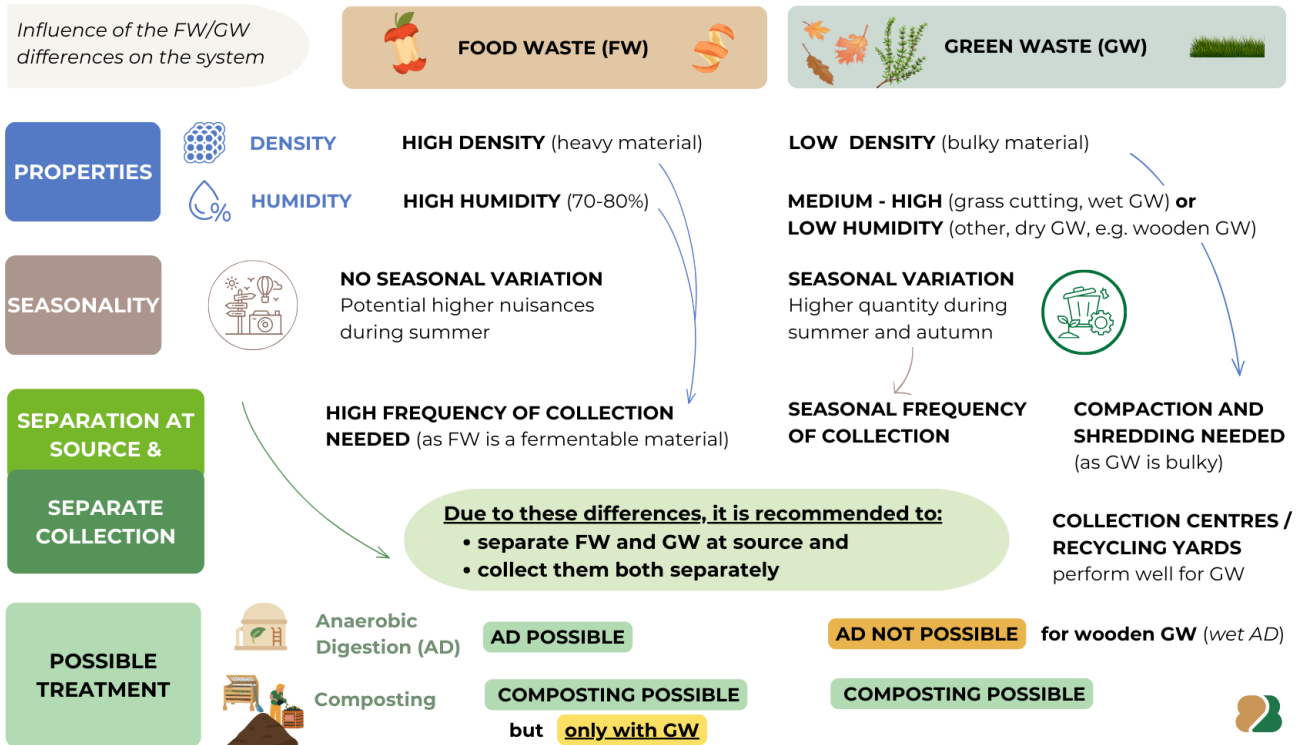 Influence of the FW/GW
differences on the system
FOOD WASTE (FW)
GREEN WASTE (GW)
PROPERTIES
DENSITY
HIGH DENSITY (heavy material)
LOW DENSITY (bulky material)
HUMIDITY
%
HIGH HUMIDITY (70-80%)
MEDIUM - HIGH (grass cutting, wet GW) or
LOW HUMIDITY (other, dry GW, e.g. wooden GW)
SEASONALITY
NO SEASONAL VARIATION
Potential higher nuisances
during summer
SEASONAL VARIATION
Higher quantity during
summer and autumn
SEPARATION AT
SOURCE &
SEPARATE
COLLECTION
HIGH FREQUENCY OF COLLECTION
NEEDED (as FW is a fermentable material)
SEASONAL FREQUENCY
OF COLLECTION
COMPACTION AND
SHREDDING NEEDED
(as GW is bulky)
Due to these differences, it is recommended to:
• separate FW and GW at source and
• collect them both separately
COLLECTION CENTRES /
RECYCLING YARDS
perform well for GW
POSSIBLE
TREATMENT
Anaerobic
Digestion (AD)
AD POSSIBLE
AD NOT POSSIBLE for wooden GW (wet AD)
Composting
COMPOSTING POSSIBLE
but only with GW
COMPOSTING POSSIBLE